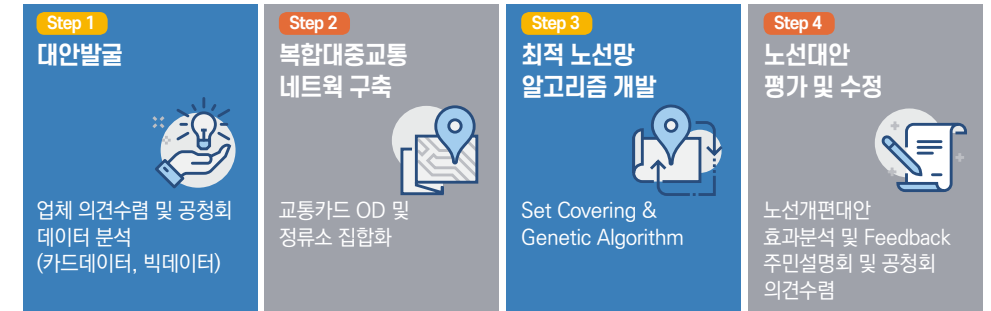 Step 1
대안발굴
업체 의견수렴 및 공청회
데이터 분석
(카드데이터, 빅데이터)
Step 2
복합대중교통
네트웍 구축
교통카드 OD 및
정류소 집합화
Step 3
최적 노선망
알고리즘 개발
Set Covering &
Genetic Algorithm
Step 4
노선대안
평가 및 수정
노선개편대안
효과분석 및 Feedback
주민설명회 및 공청회
의견수렴